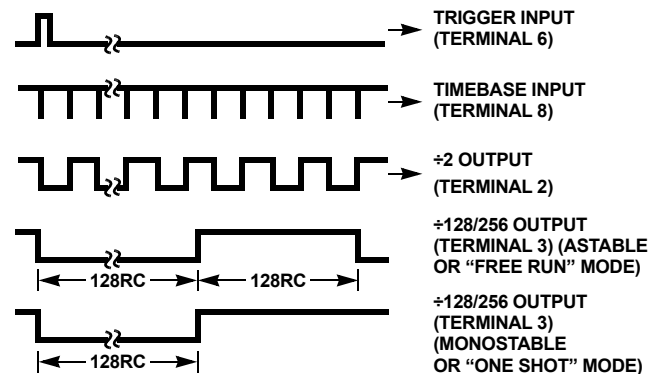 TRIGGER INPUT
(TERMINAL 6)
TIMEBASE INPUT
(TERMINAL 8)
÷2 OUTPUT
(TERMINAL 2)
÷128/256 OUTPUT
(TERMINAL 3) (ASTABLE
OR “FREE RUN” MODE)
128RC
128RC
÷128/256 OUTPUT
(TERMINAL 3)
(MONOSTABLE
OR “ONE SHOT” MODE)
128RC